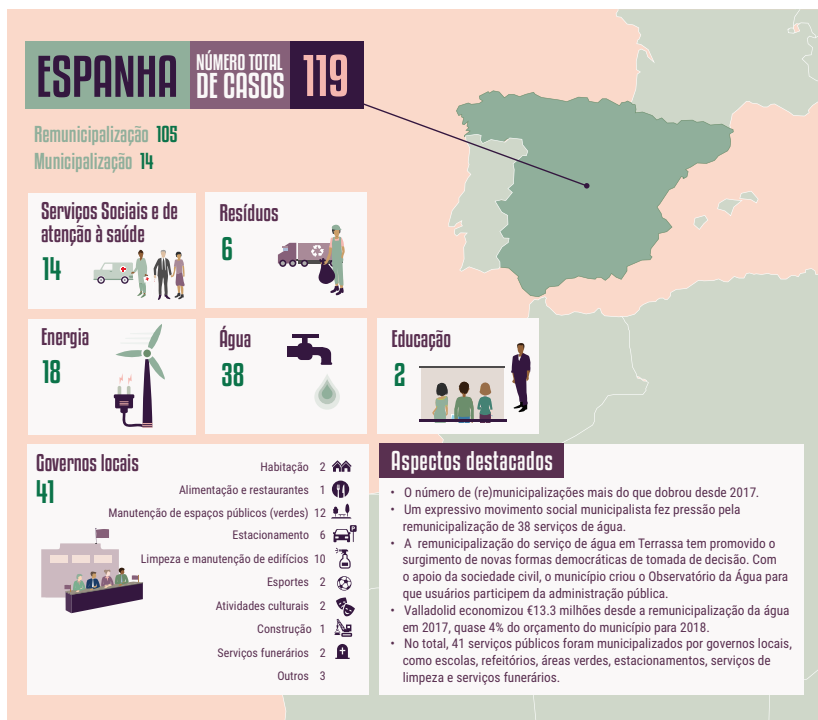 ESPANHA
NÚMERO TOTAL
DE CASOS
119
Remunicipalização 105
Municipalização 14
Serviços Sociais e de
atenção à saúde
14
Resíduos
6
Energia
18
Água
38
Educação
2
Governos locais
41
Habitação 2
Alimentação e restaurantes 1
Manutenção de espaços públicos (verdes) 12
Estacionamento 6
P
Limpeza e manutenção de edifícios 10
Esportes 2
Atividades culturais 2
Construção 1
Serviços funerários 2
Outros 3
Aspectos destacados
• O número de (re)municipalizações mais do que dobrou desde 2017.
• Um expressivo movimento social municipalista fez pressão pela
remunicipalização de 38 serviços de água.
• A remunicipalização do serviço de água em Terrassa tem promovido o
surgimento de novas formas democráticas de tomada de decisão. Com
o apoio da sociedade civil, o município criou o Observatório da Água para
que usuários participem da administração pública.
• Valladolid economizou €13.3 milhões desde a remunicipalização da água
em 2017, quase 4% do orçamento do município para 2018.
• No total, 41 serviços públicos foram municipalizados por governos locais,
como escolas, refeitórios, áreas verdes, estacionamentos, serviços de
limpeza e serviços funerários.